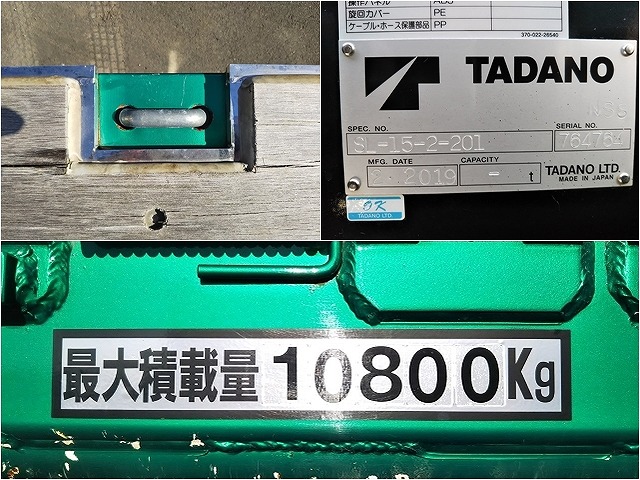 操作パネル ABS
旋回カバー PE
ケーブル・ホース保護部品 PP
370-022-26540
TADANO
SPEC. NO. SERIAL NO.
SL-15-2-201
MFG. DATE CAPACITY
2019 - t
TADANO LTD.
MADE IN JAPAN
OK
TADANO LTD.
最大積載量 10800Kg